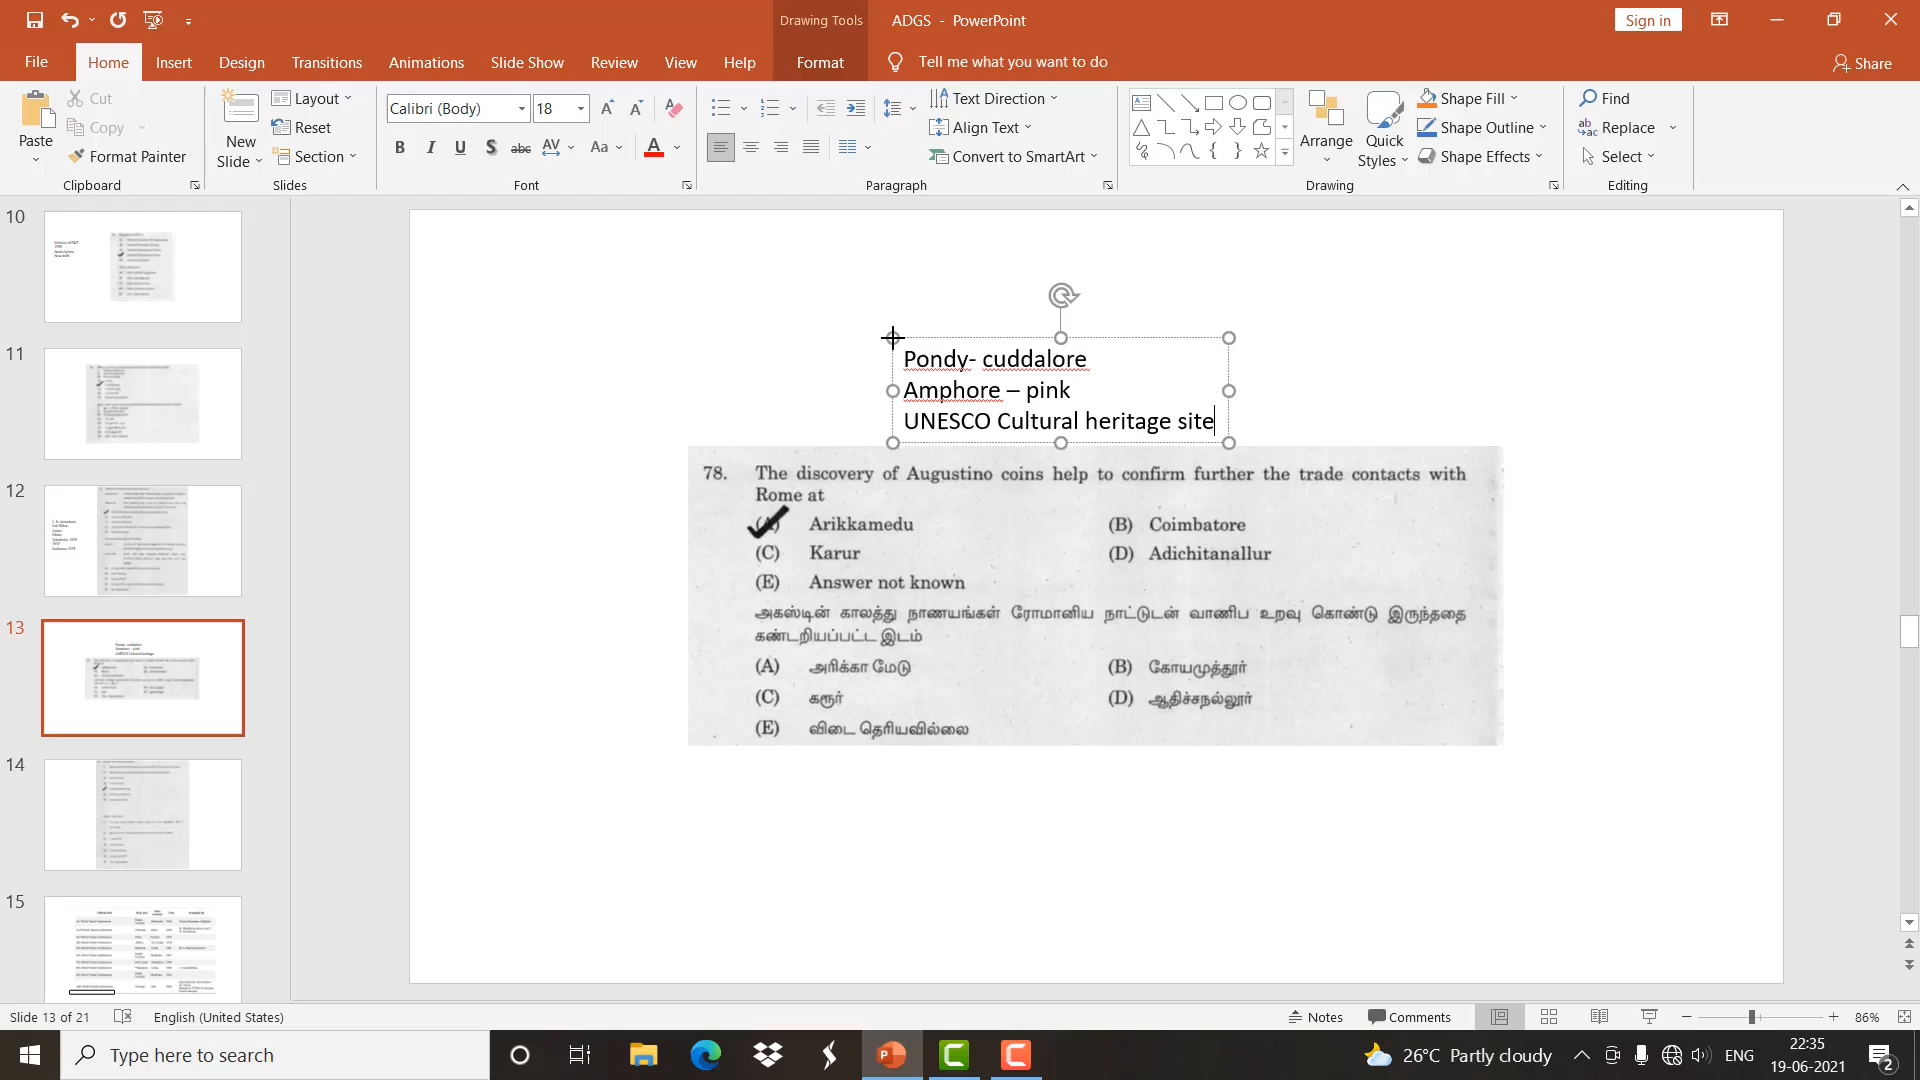 Drawing Tools
ADGS - PowerPoint
Sign in
File
Home
Insert
Design
Transitions
Animations
Slide Show
Review
View
Help
Format
Tell me what you want to do
Share
Paste
Cut
Copy
Format Painter
Clipboard
New Slide
Layout
Reset
Section
Slides
Calibri (Body)
18
Font
Text Direction
Align Text
Convert to SmartArt
Paragraph
Arrange
Quick Styles
Shape Fill
Shape Outline
Shape Effects
Drawing
Find
Replace
Select
Editing
10
11
12
13
14
15
Pondy- cuddalore
Amphore – pink
UNESCO Cultural heritage site
78. The discovery of Augustino coins help to confirm further the trade contacts with
Rome at
(A) Arikkamedu (B) Coimbatore
(C) Karur (D) Adichitanallur
(E) Answer not known
அகஸ்டின் காலத்து நாணயங்கள் ரோமானிய நாட்டுடன் வாணிப உறவு கொண்டு இருந்ததை
கண்டறியப்பட்ட இடம்
(A) அரிக்கா மேடு (B) கோயமுத்தூர்
(C) கரூர் (D) ஆதிச்சநல்லூர்
(E) விடை தெரியவில்லை
Slide 13 of 21
English (United States)
Notes
Comments
86%
Type here to search
26°C Partly cloudy
ENG
22:35
19-06-2021
2